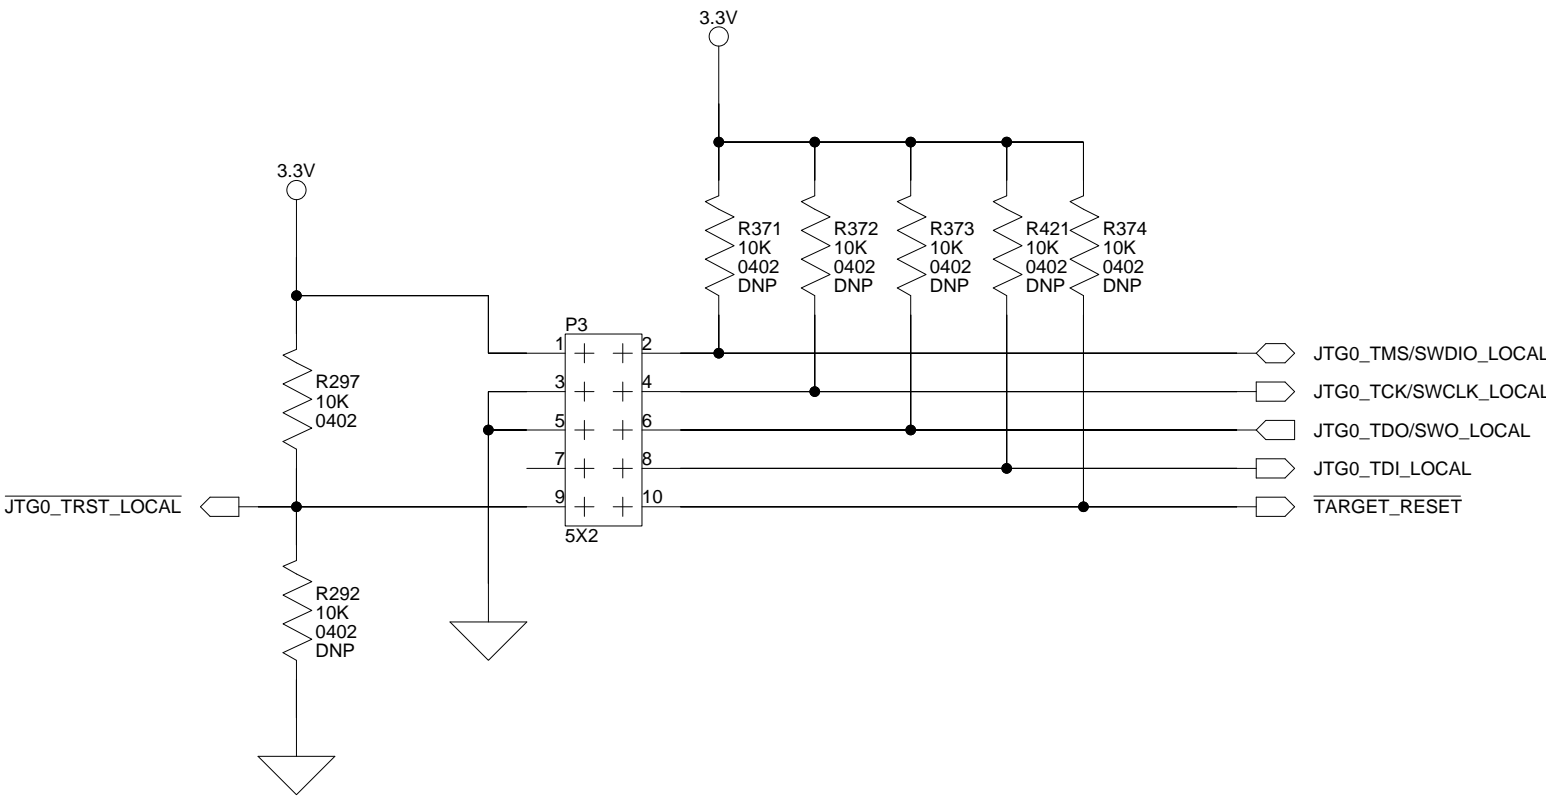 3.3V
3.3V
R371
10K
0402
DNP
R372
10K
0402
DNP
R373
10K
0402
DNP
R421
10K
0402
DNP
R374
10K
0402
DNP
P3
1
2
3
4
5
6
7
8
9
10
5X2
R297
10K
0402
JTG0_TRST_LOCAL
R292
10K
0402
DNP
JTG0_TMS/SWDIO_LOCAL
JTG0_TCK/SWCLK_LOCAL
JTG0_TDO/SWO_LOCAL
JTG0_TDI_LOCAL
TARGET_RESET